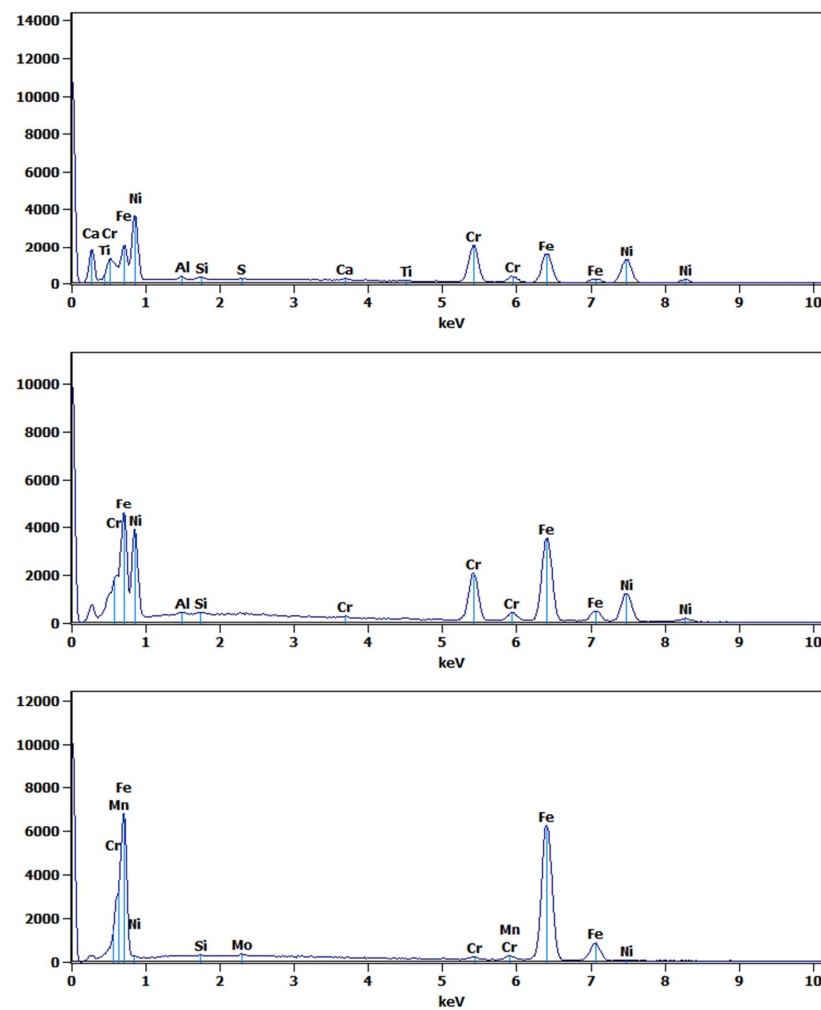 14000
12000
10000
8000
6000
4000
2000
0
Ni
Ca Cr Fe
Ti
Al Si S Ca Ti
Cr Cr Fe Fe Ni Ni
0 1 2 3 4 5 6 7 8 9 10
keV
10000
8000
6000
4000
2000
0
Fe
Cr Ni
Al Si Cr
Cr Cr Fe Fe Ni Ni
0 1 2 3 4 5 6 7 8 9 10
keV
12000
10000
8000
6000
4000
2000
0
Fe
Mn
Cr
Ni
Si Mo
Cr
Mn
Cr
Fe
Fe
Ni
0 1 2 3 4 5 6 7 8 9 10
keV